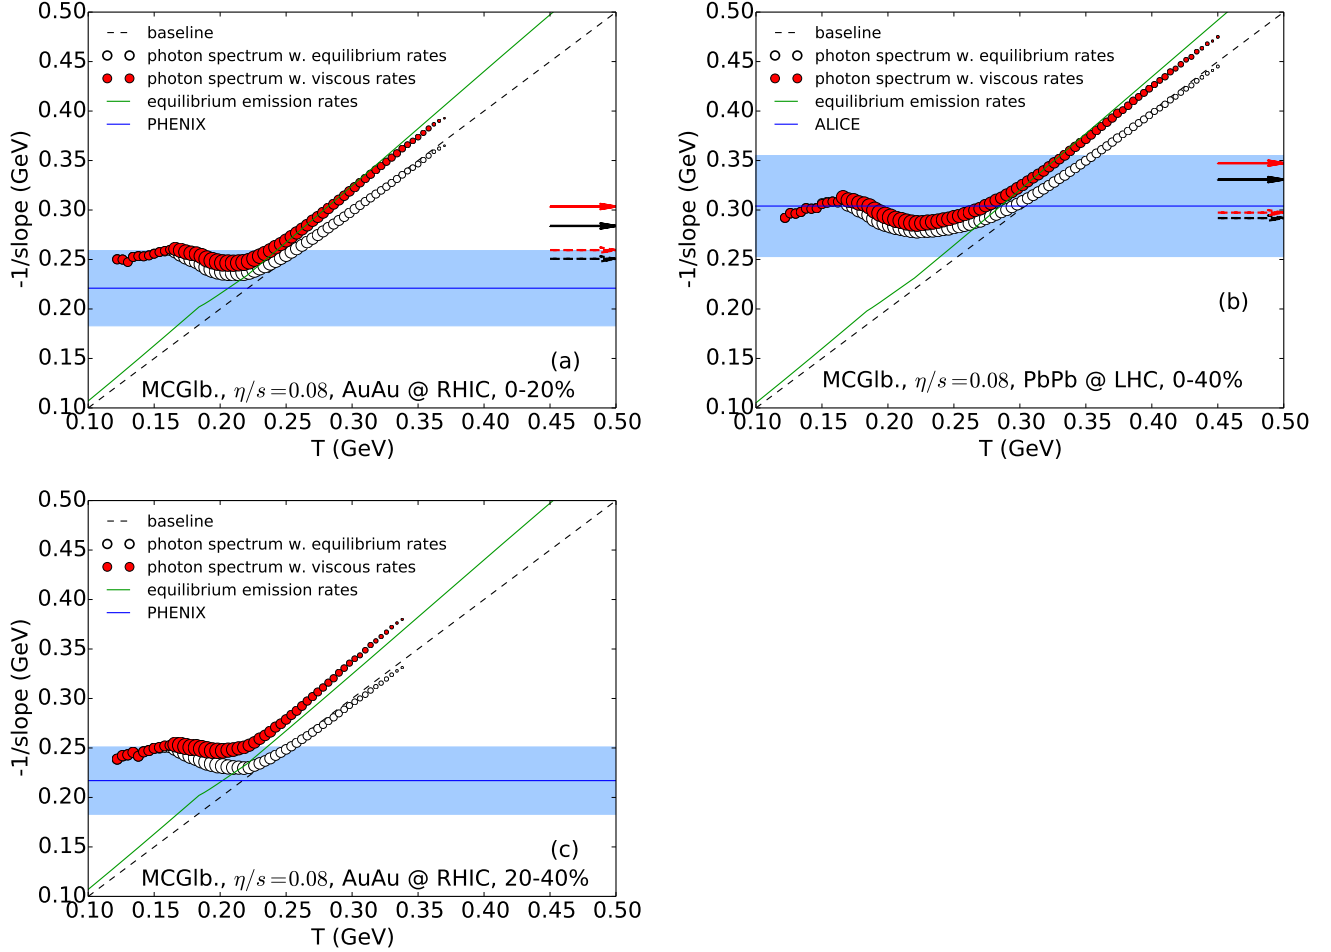 0.50
0.45
0.40
0.35
0.30
0.25
0.20
0.15
0.10
-1/slope (GeV)
baseline
photon spectrum w. equilibrium rates
photon spectrum w. viscous rates
equilibrium emission rates
PHENIX
(a)
MCGlb., η/s=0.08, AuAu @ RHIC, 0-20%
0.10 0.15 0.20 0.25 0.30 0.35 0.40 0.45 0.50
T (GeV)
0.50
0.45
0.40
0.35
0.30
0.25
0.20
0.15
0.10
-1/slope (GeV)
baseline
photon spectrum w. equilibrium rates
photon spectrum w. viscous rates
equilibrium emission rates
ALICE
(b)
MCGlb., η/s=0.08, PbPb @ LHC, 0-40%
0.10 0.15 0.20 0.25 0.30 0.35 0.40 0.45 0.50
T (GeV)
0.50
0.45
0.40
0.35
0.30
0.25
0.20
0.15
0.10
-1/slope (GeV)
baseline
photon spectrum w. equilibrium rates
photon spectrum w. viscous rates
equilibrium emission rates
PHENIX
(c)
MCGlb., η/s=0.08, AuAu @ RHIC, 20-40%
0.10 0.15 0.20 0.25 0.30 0.35 0.40 0.45 0.50
T (GeV)